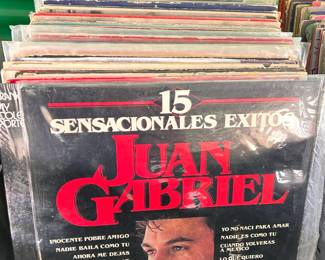 15
SENSACIONALES EXITOS
JUAN
GABRIEL
INOCENTE POBRE AMIGO
NADIE BAILA COMO TU
AHORA ME DEJAS
YO NO NACI PARA AMAR
NADIE ES COMO TU
CUANDO VOLVERAS
A MEXICO
LO QUE QUIERO